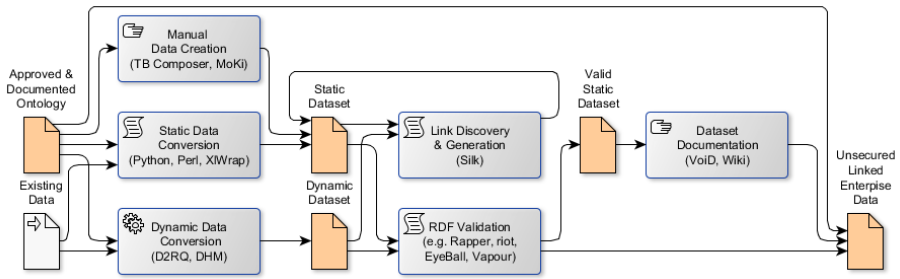 Manual
Data Creation
(TB Composer, MoKi)
Approved &
Documented
Ontology
Static Data
Conversion
(Python, Perl, XlWrap)
Existing
Data
Dynamic Data
Conversion
(D2RQ, DHM)
Static
Dataset
Dynamic
Dataset
Link Discovery
& Generation
(Silk)
RDF Validation
(e.g. Rapper, riot,
EyeBall, Vapour)
Valid
Static
Dataset
Dataset
Documentation
(VoiD, Wiki)
Unsecured
Linked
Enterpise
Data